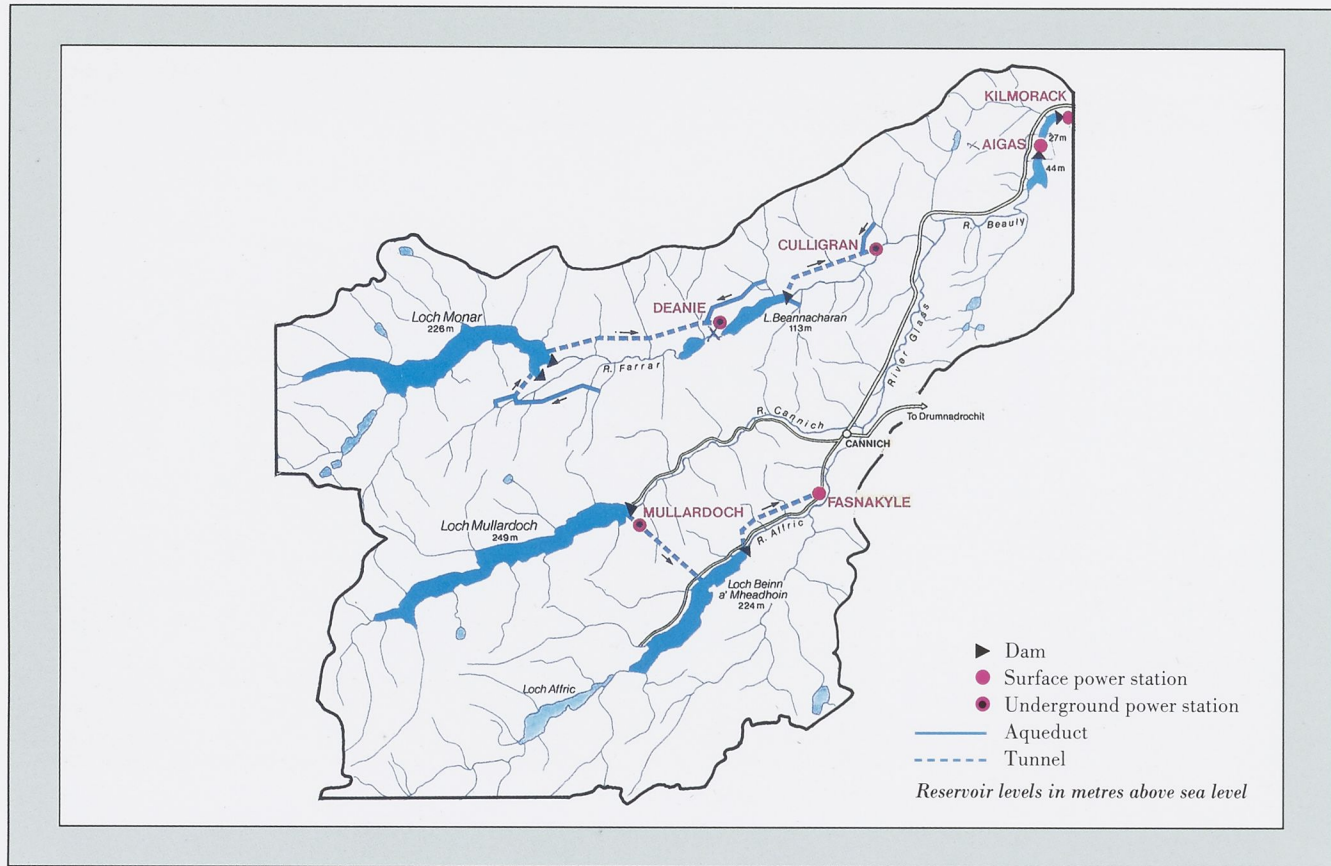 KILMORACK
27m
AIGAS
44m
R. Beauly
CULLIGRAN
DEANIE
L. Beannacharan
113m
Loch Monar
226m
R. Farrar
River Glass
R. Cannich
To Drumnadrochit
CANNICH
FASNAKYLE
MULLARDOCH
Loch Mullardoch
249m
R. Affric
Loch Beinn
a' Mheadhoin
224m
Loch Affric
Dam
Surface power station
Underground power station
Aqueduct
Tunnel
Reservoir levels in metres above sea level